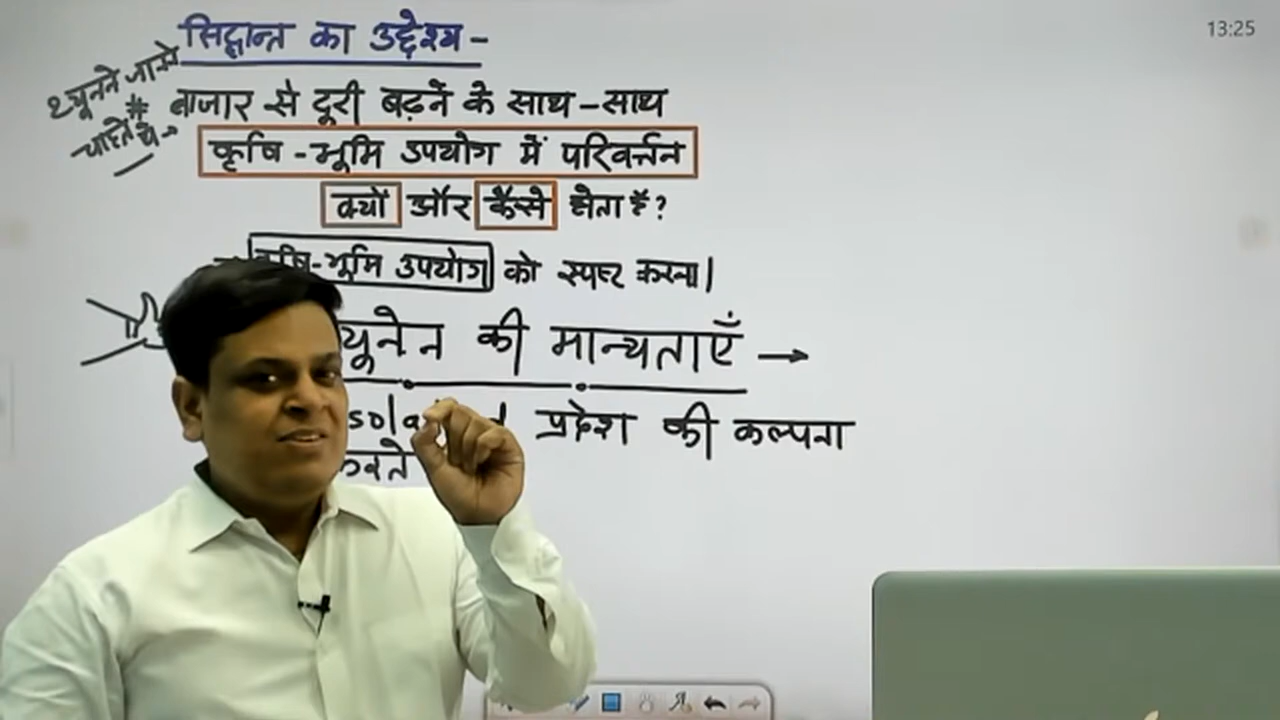 सिद्धान्त का उद्देश्य -
13:25
थूनने जानने
चाहते थे →
* बाजार से दूरी बढ़ने के साथ-साथ
कृषि-भूमि उपयोग में परिवर्तन
क्यों और कैसे होता है?
कृषि-भूमि उपयोग को स्पष्ट करना।
थूनेन की मान्यताएँ →
प्रदेश की कल्पना
करते